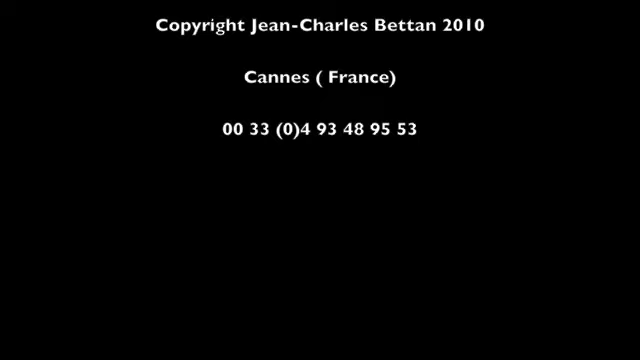 Copyright Jean-Charles Bettan 2010
Cannes ( France)
00 33 (0)4 93 48 95 53